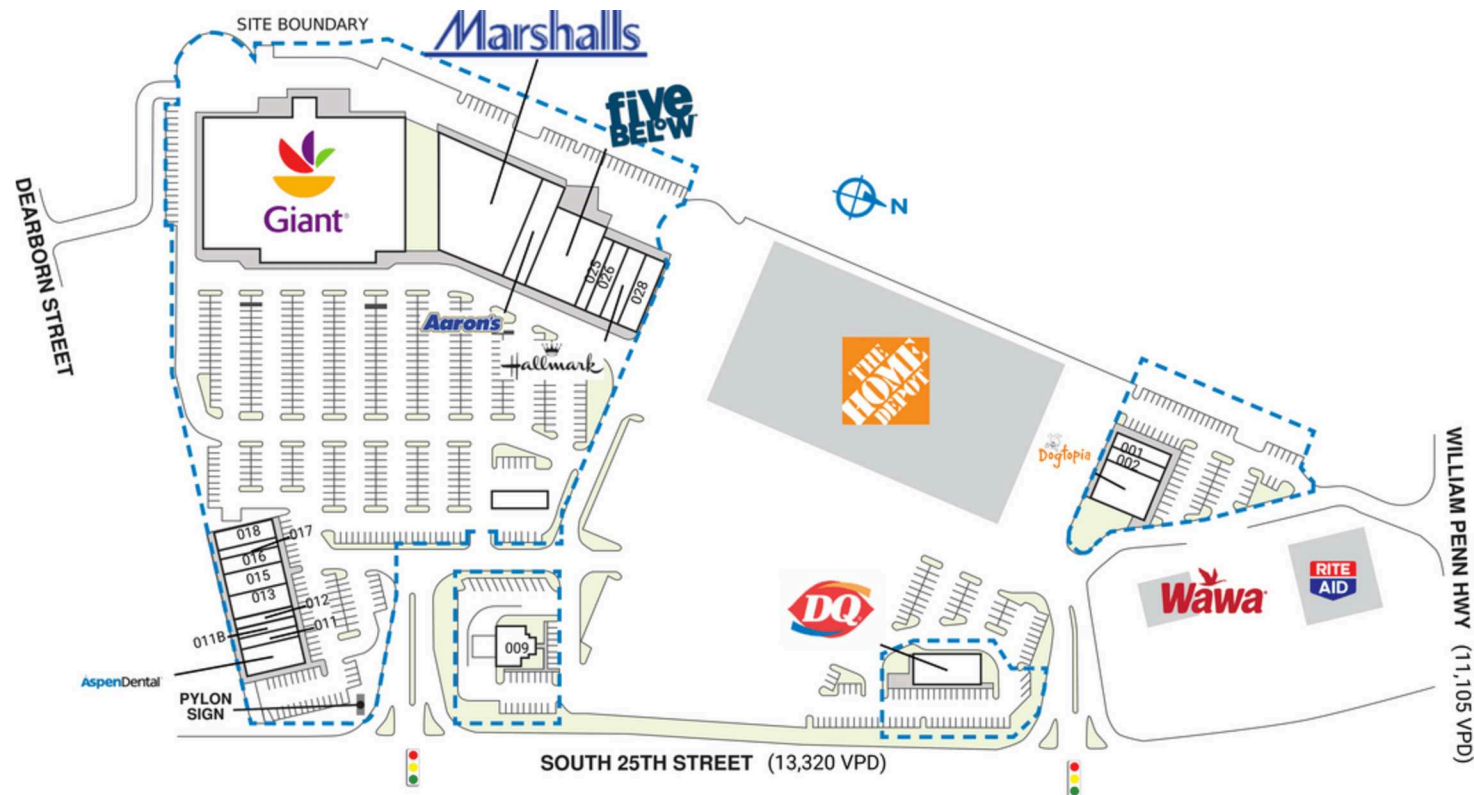 SITE BOUNDARY
Marshalls
five
BELOW
Giant
N
DEARBORN STREET
025
026
028
Aaron's
Hallmark
THE
HOME
DEPOT
Dogtopia
001
002
WILLIAM PENN HWY (11,105 VPD)
018
017
016
015
013
012
011
011B
009
AspenDental
PYLON
SIGN
DQ
Wawa
RITE
AID
SOUTH 25TH STREET (13,320 VPD)